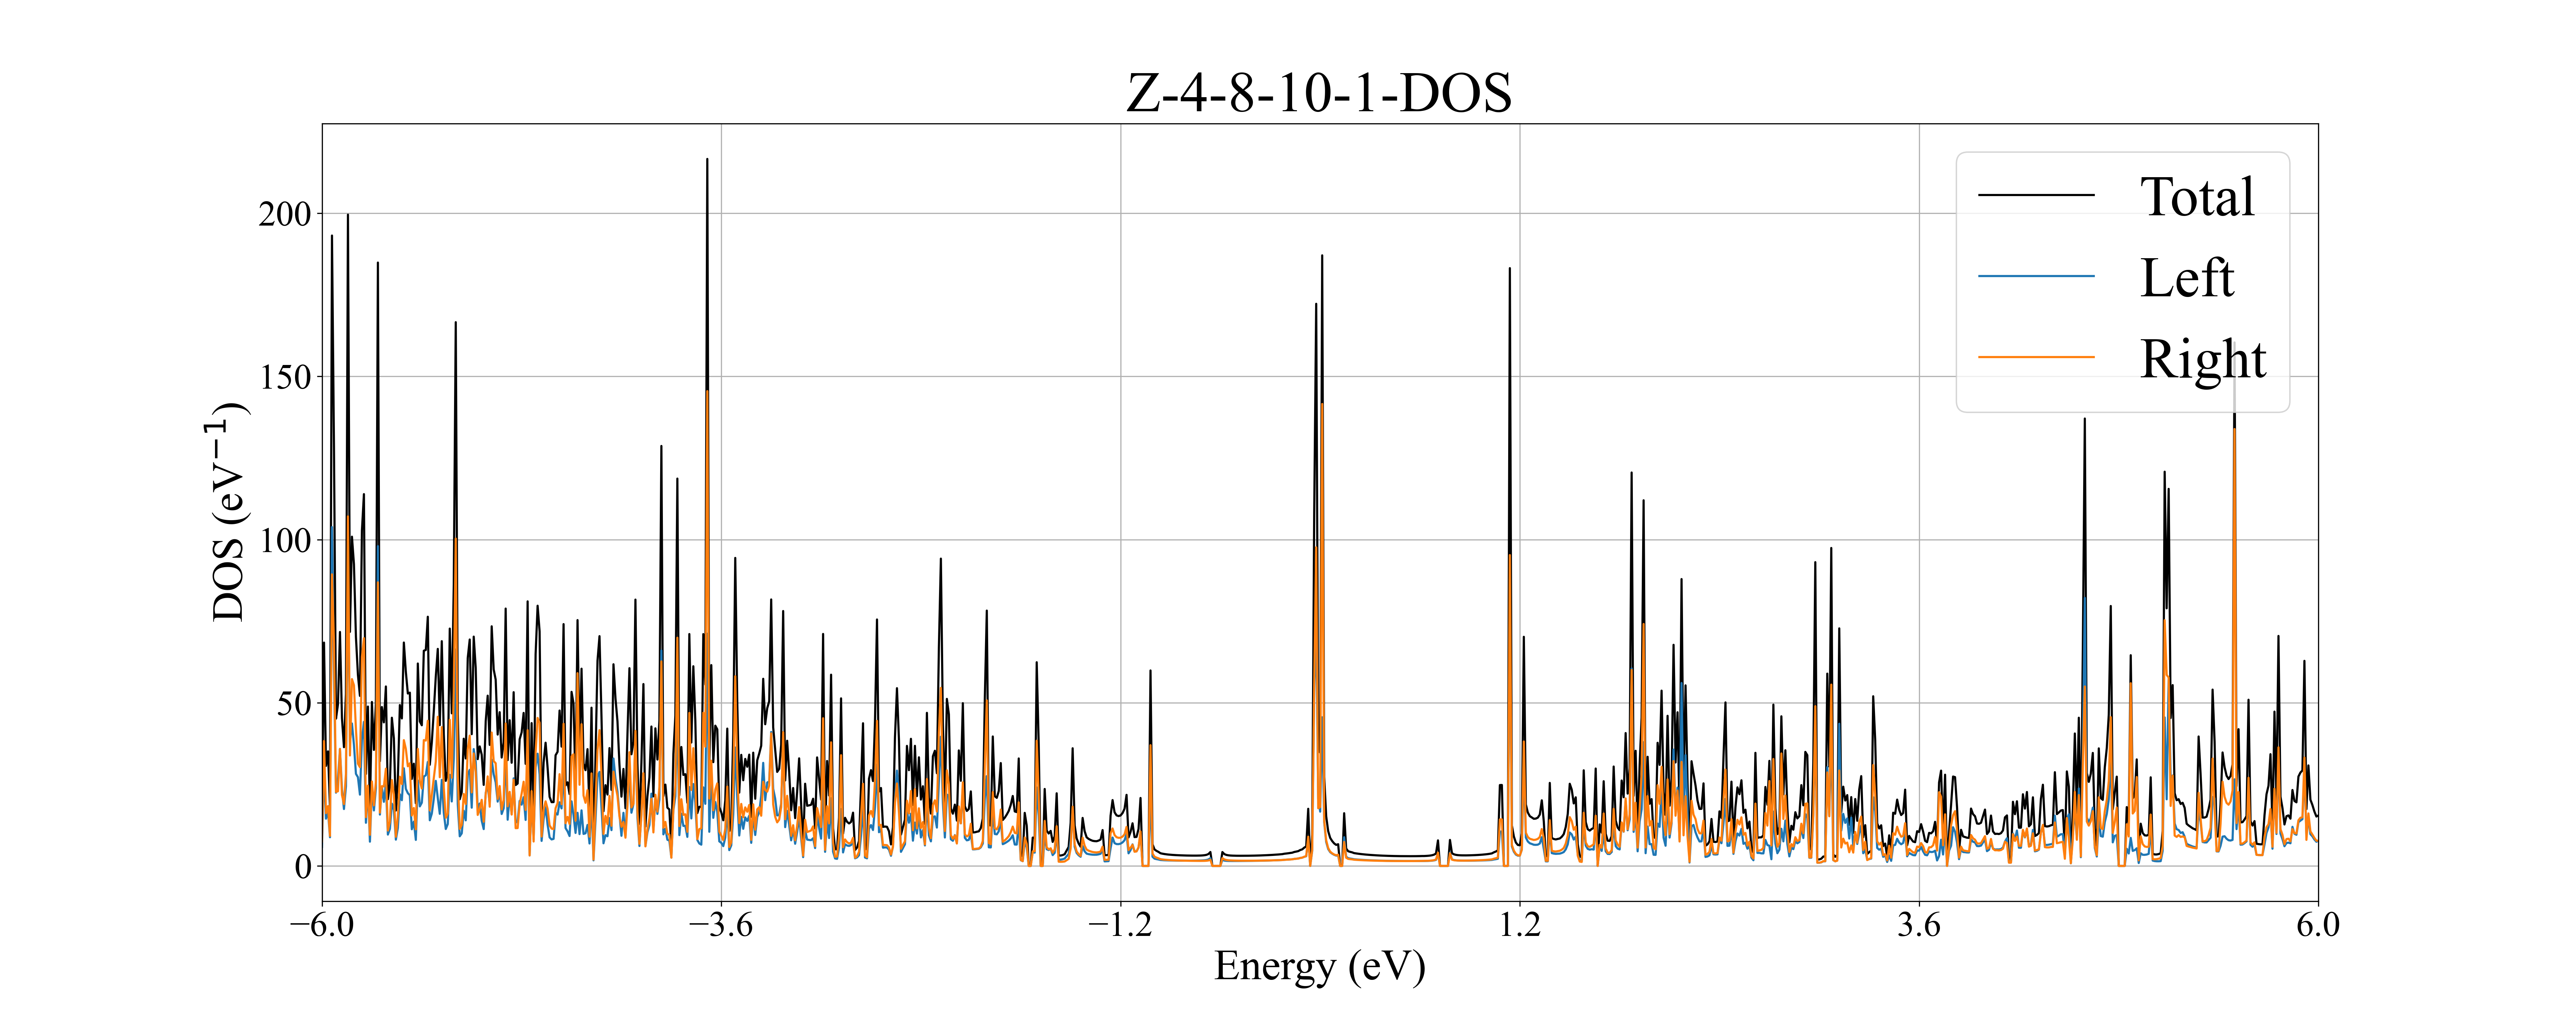 Z-4-8-10-1-DOS
Total
Left
Right
200
150
100
50
0
DOS (eV⁻¹)
−6.0 −3.6 −1.2 1.2 3.6 6.0
Energy (eV)